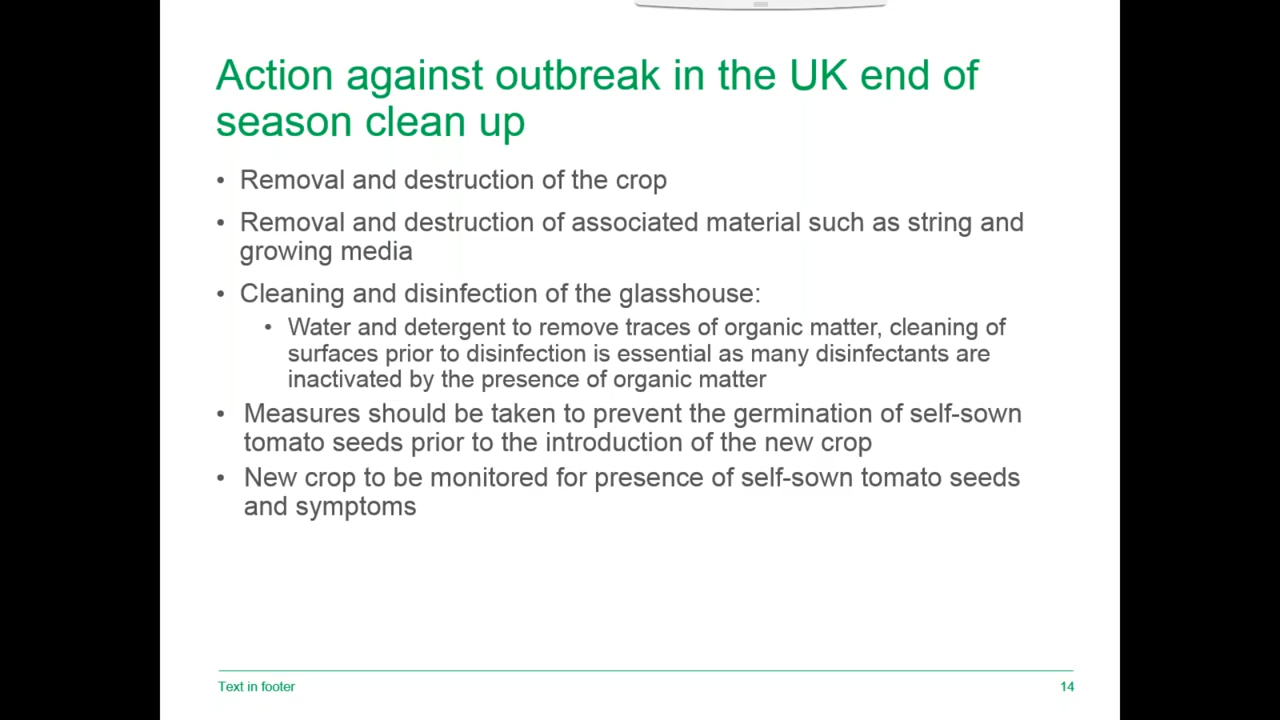 Action against outbreak in the UK end of
season clean up
• Removal and destruction of the crop
• Removal and destruction of associated material such as string and
growing media
• Cleaning and disinfection of the glasshouse:
• Water and detergent to remove traces of organic matter, cleaning of
surfaces prior to disinfection is essential as many disinfectants are
inactivated by the presence of organic matter
• Measures should be taken to prevent the germination of self-sown
tomato seeds prior to the introduction of the new crop
• New crop to be monitored for presence of self-sown tomato seeds
and symptoms
Text in footer
14